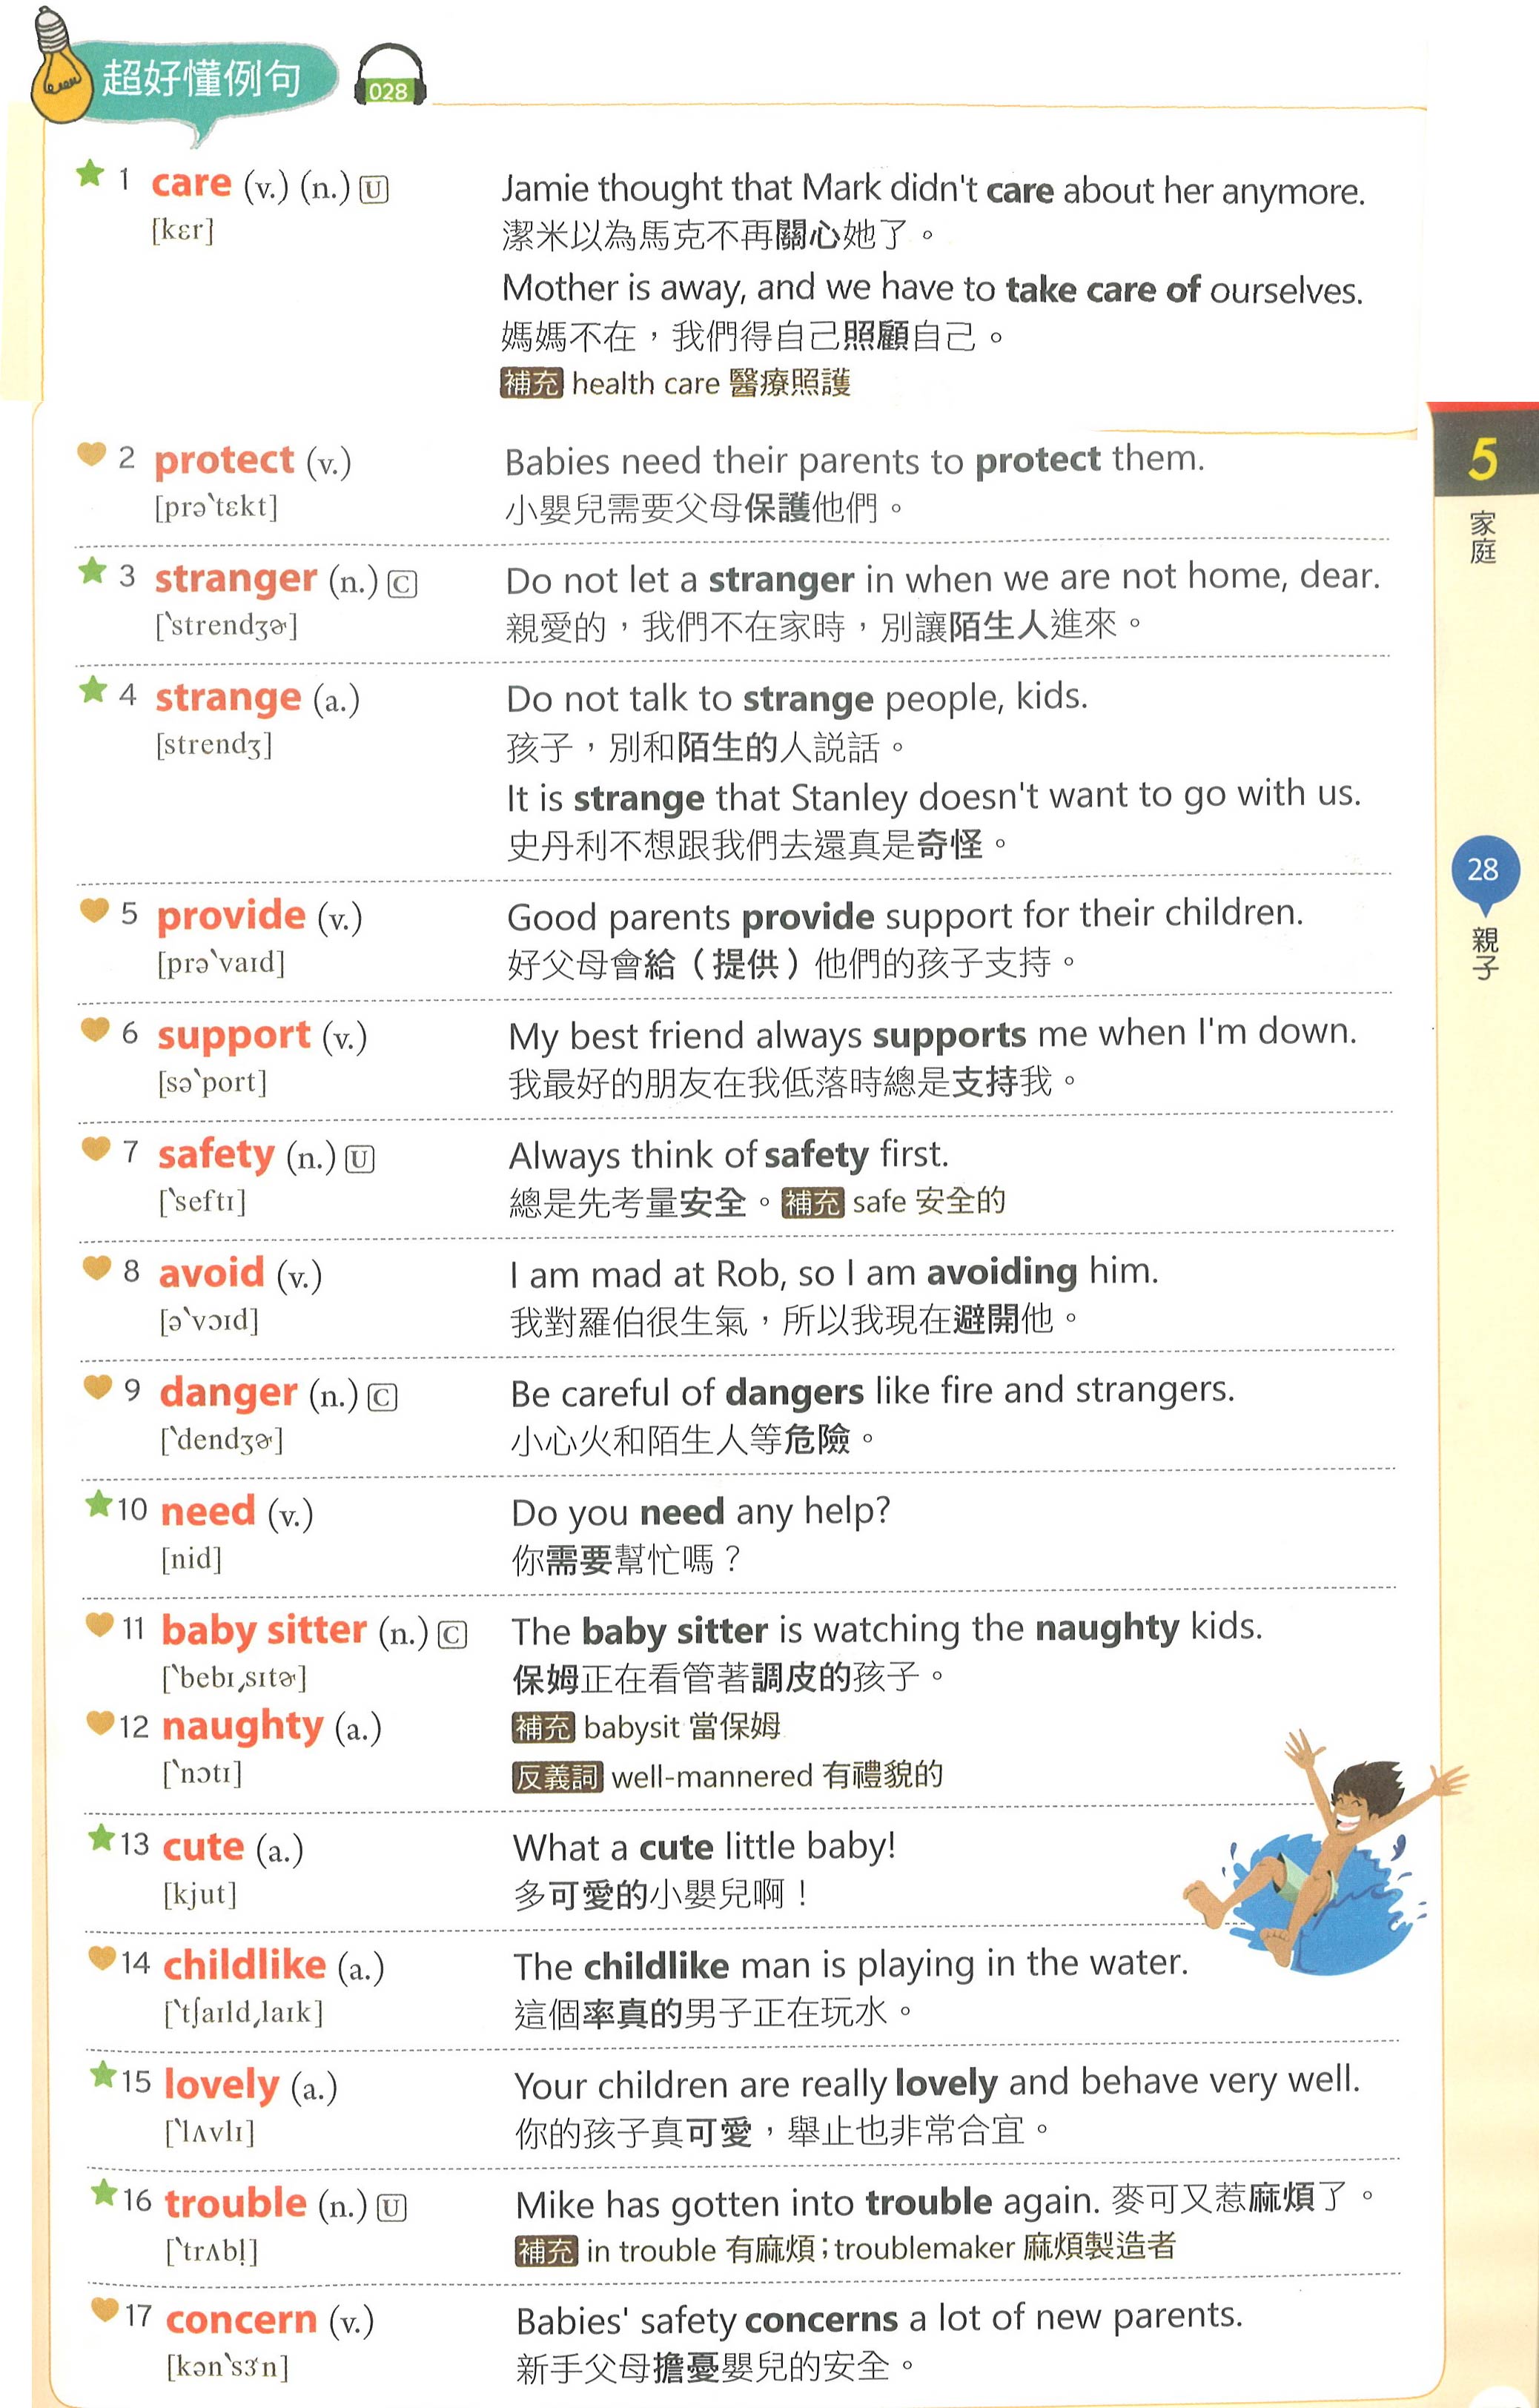 超好懂例句 028
1 care (v.) (n.) U
[kɛr]
Jamie thought that Mark didn't care about her anymore.
潔米以為馬克不再關心她了。
Mother is away, and we have to take care of ourselves.
媽媽不在，我們得自己照顧自己。
補充 health care 醫療照護
2 protect (v.)
[prəˋtɛkt]
Babies need their parents to protect them.
小嬰兒需要父母保護他們。
3 stranger (n.) C
[ˋstrendʒɚ]
Do not let a stranger in when we are not home, dear.
親愛的，我們不在家時，別讓陌生人進來。
4 strange (a.)
[strendʒ]
Do not talk to strange people, kids.
孩子，別和陌生的人說話。
It is strange that Stanley doesn't want to go with us.
史丹利不想跟我們去還真是奇怪。
5 provide (v.)
[prəˋvaɪd]
Good parents provide support for their children.
好父母會給（提供）他們的孩子支持。
6 support (v.)
[səˋport]
My best friend always supports me when I'm down.
我最好的朋友在我低落時總是支持我。
7 safety (n.) U
[ˋseftɪ]
Always think of safety first.
總是先考量安全。補充 safe 安全的
8 avoid (v.)
[əˋvɔɪd]
I am mad at Rob, so I am avoiding him.
我對羅伯很生氣，所以我現在避開他。
9 danger (n.) C
[ˋdendʒɚ]
Be careful of dangers like fire and strangers.
小心火和陌生人等危險。
10 need (v.)
[nid]
Do you need any help?
你需要幫忙嗎？
11 baby sitter (n.) C
[ˋbebɪˏsɪtɚ]
The baby sitter is watching the naughty kids.
保姆正在看管著調皮的孩子。
12 naughty (a.)
[ˋnɔtɪ]
補充 babysit 當保姆
反義詞 well-mannered 有禮貌的
13 cute (a.)
[kjut]
What a cute little baby!
多可愛的小嬰兒啊！
14 childlike (a.)
[ˋtʃaɪldˏlaɪk]
The childlike man is playing in the water.
這個率真的男子正在玩水。
15 lovely (a.)
[ˋlʌvlɪ]
Your children are really lovely and behave very well.
你的孩子真可愛，舉止也非常合宜。
16 trouble (n.) U
[ˋtrʌbl̩]
Mike has gotten into trouble again. 麥可又惹麻煩了。
補充 in trouble 有麻煩；troublemaker 麻煩製造者
17 concern (v.)
[kənˋsɝn]
Babies' safety concerns a lot of new parents.
新手父母擔憂嬰兒的安全。
5
家庭
28
親子